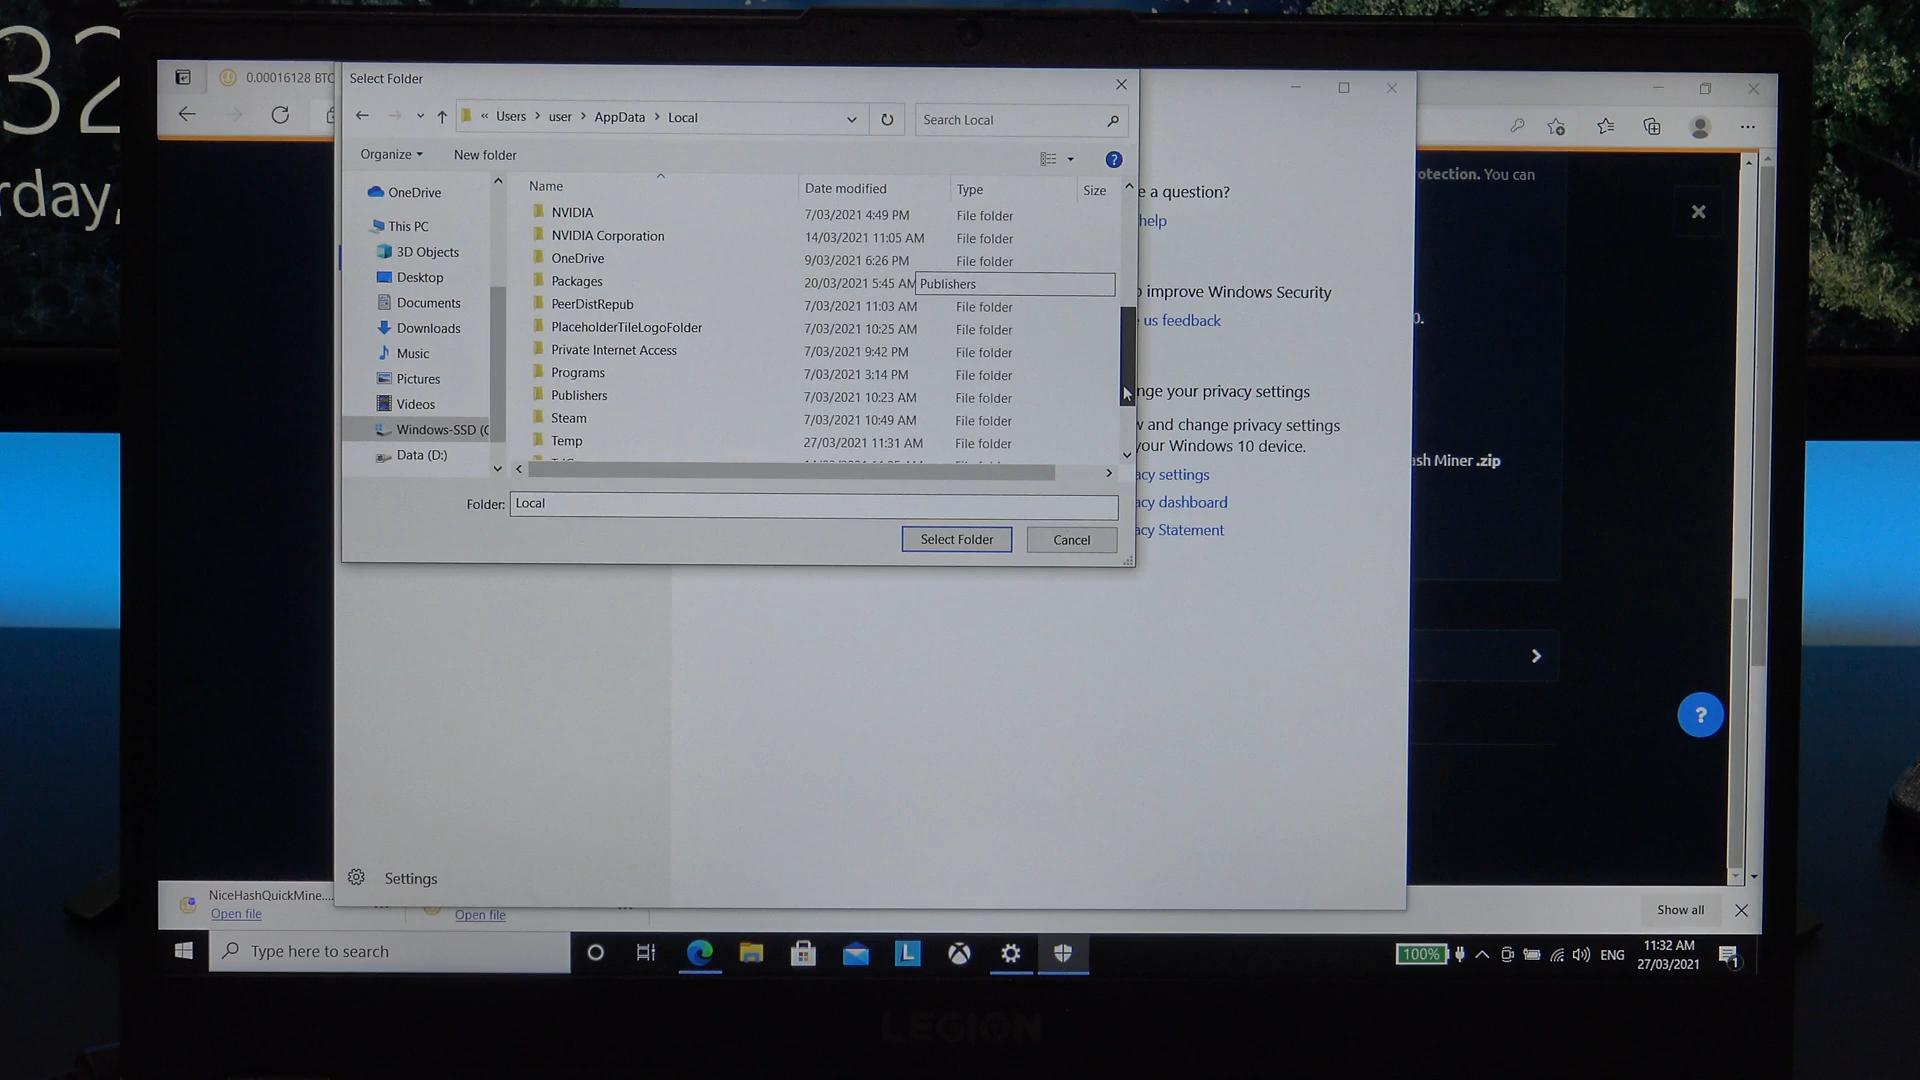 32
rday,
0.00016128 BTC
Select Folder
« Users > user > AppData > Local
Search Local
Organize
New folder
?
OneDrive
This PC
3D Objects
Desktop
Documents
Downloads
Music
Pictures
Videos
Windows-SSD (C
Data (D:)
Name Date modified Type Size
NVIDIA 7/03/2021 4:49 PM File folder
NVIDIA Corporation 14/03/2021 11:05 AM File folder
OneDrive 9/03/2021 6:26 PM File folder
Packages 20/03/2021 5:45 AM Publishers
PeerDistRepub 7/03/2021 11:03 AM File folder
PlaceholderTileLogoFolder 7/03/2021 10:25 AM File folder
Private Internet Access 7/03/2021 9:42 PM File folder
Programs 7/03/2021 3:14 PM File folder
Publishers 7/03/2021 10:23 AM File folder
Steam 7/03/2021 10:49 AM File folder
Temp 27/03/2021 11:31 AM File folder
Folder: Local
Select Folder
Cancel
e a question?
help
improve Windows Security
us feedback
nge your privacy settings
and change privacy settings
your Windows 10 device.
acy settings
acy dashboard
acy Statement
otection. You can
0.
ash Miner .zip
?
Settings
NiceHashQuickMine....
Open file
Open file
Show all
Type here to search
L
100%
ENG
11:32 AM
27/03/2021
1
LEGION